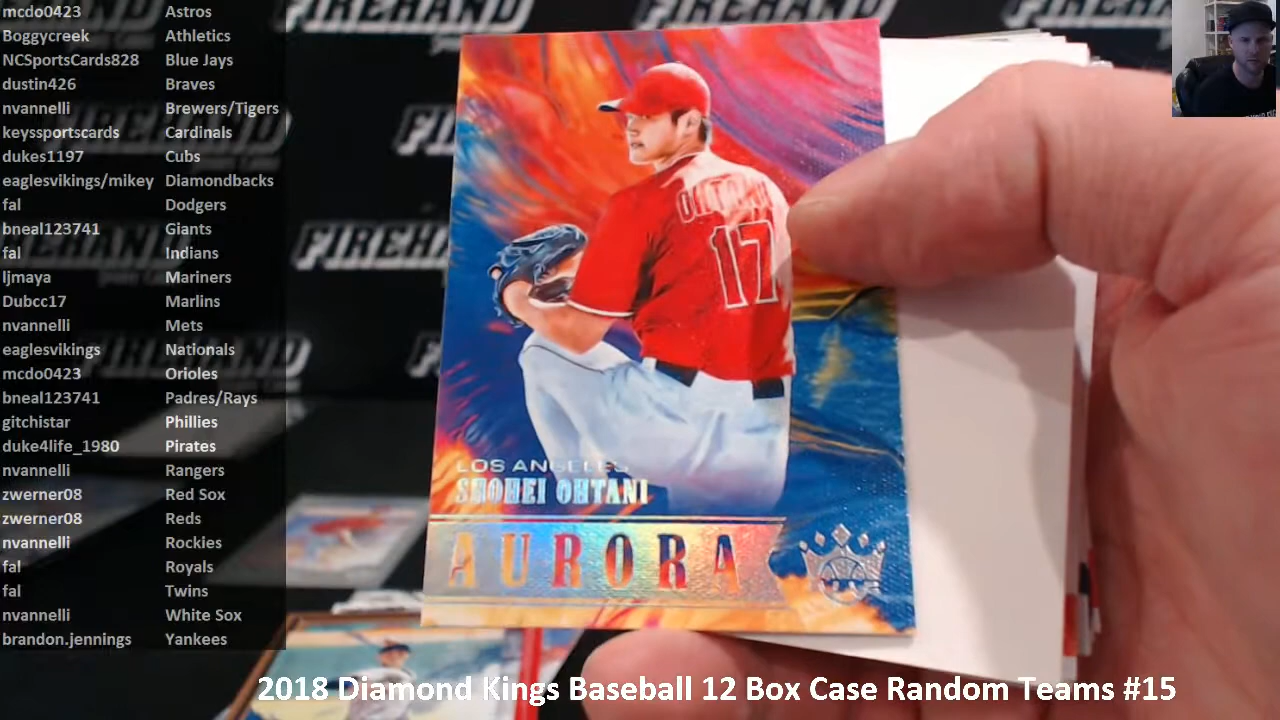 mcdo0423 Astros
Boggycreek Athletics
NCSportsCards828 Blue Jays
dustin426 Braves
nvannelli Brewers/Tigers
keyssportscards Cardinals
dukes1197 Cubs
eaglesvikings/mikey Diamondbacks
fal Dodgers
bneal123741 Giants
fal Indians
ljmaya Mariners
Dubcc17 Marlins
nvannelli Mets
eaglesvikings Nationals
mcdo0423 Orioles
bneal123741 Padres/Rays
gitchistar Phillies
duke4life_1980 Pirates
nvannelli Rangers
zwerner08 Red Sox
zwerner08 Reds
nvannelli Rockies
fal Royals
fal Twins
nvannelli White Sox
brandon.jennings Yankees
FIREHAND
OHTANI
17
LOS ANGELES
SHOHEI OHTANI
AURORA
2018 Diamond Kings Baseball 12 Box Case Random Teams #15